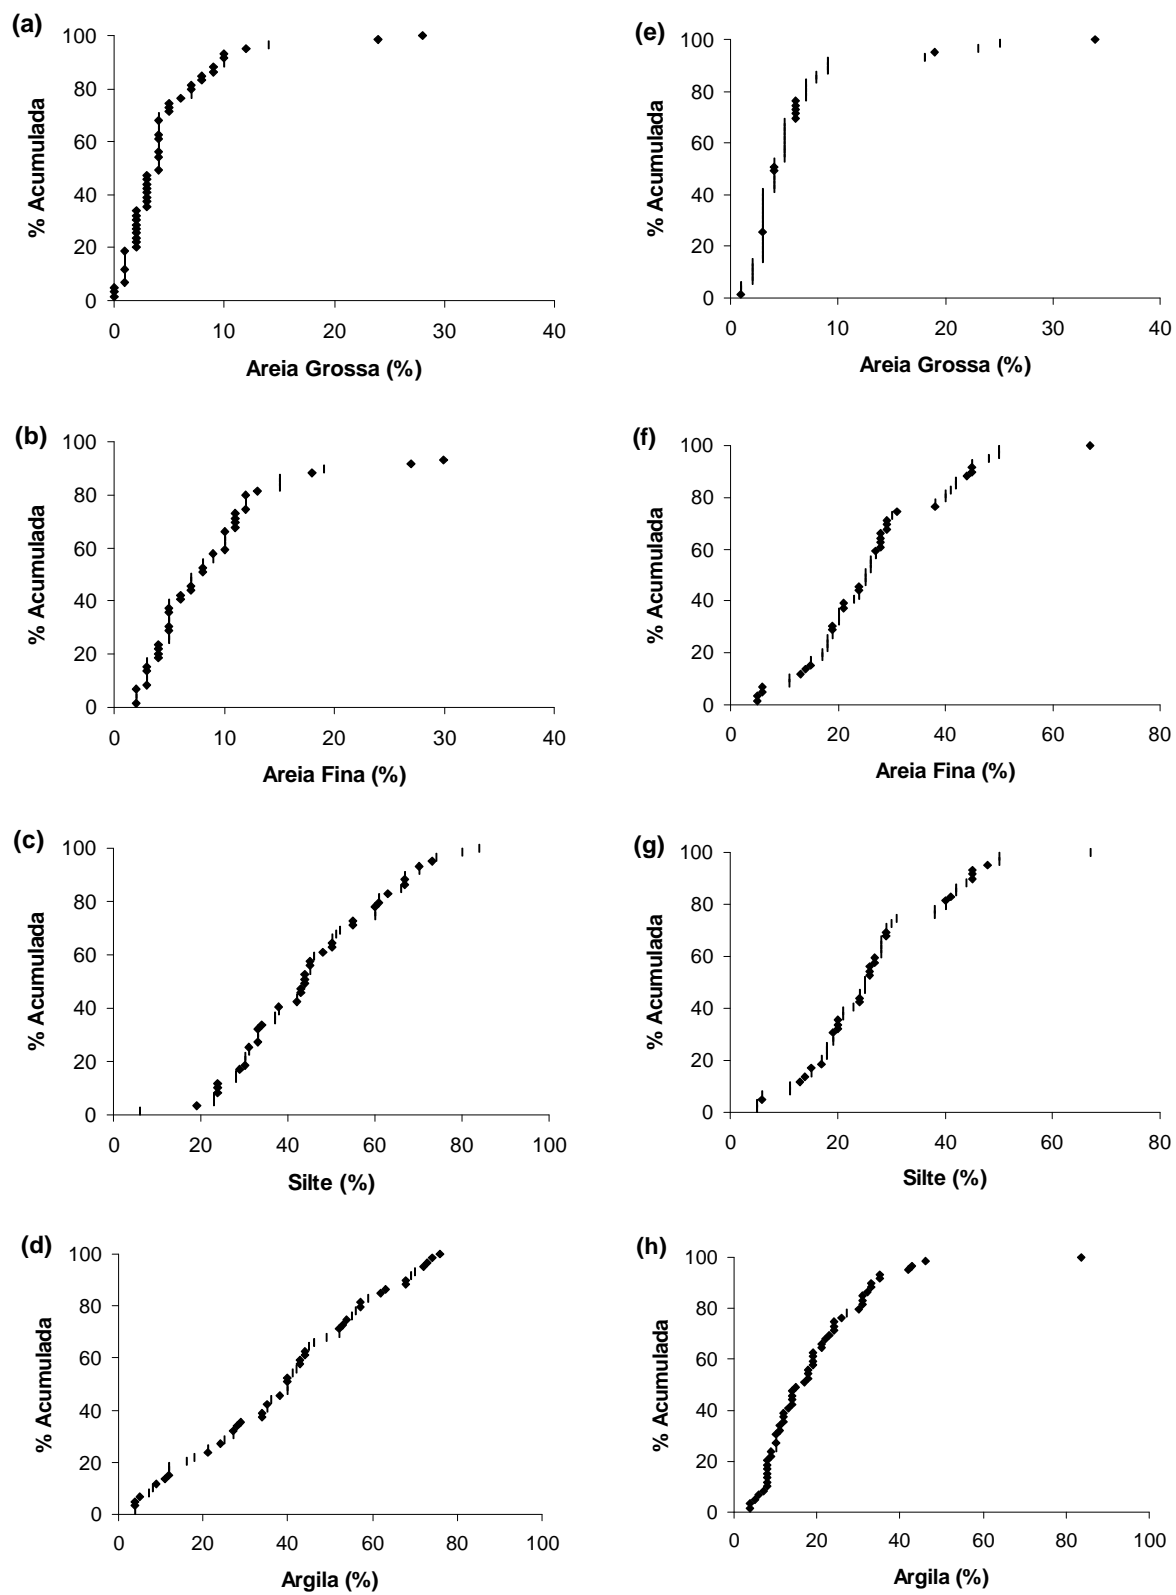 (a)
100
80
60
40
20
0
% Acumulada
0 10 20 30 40
Areia Grossa (%)
(e)
100
80
60
40
20
0
% Acumulada
0 10 20 30 40
Areia Grossa (%)
(b)
100
80
60
40
20
0
% Acumulada
0 10 20 30 40
Areia Fina (%)
(f)
100
80
60
40
20
0
% Acumulada
0 20 40 60 80
Areia Fina (%)
(c)
100
80
60
40
20
0
% Acumulada
0 20 40 60 80 100
Silte (%)
(g)
100
80
60
40
20
0
% Acumulada
0 20 40 60 80
Silte (%)
(d)
100
80
60
40
20
0
% Acumulada
0 20 40 60 80 100
Argila (%)
(h)
100
80
60
40
20
0
% Acumulada
0 20 40 60 80 100
Argila (%)